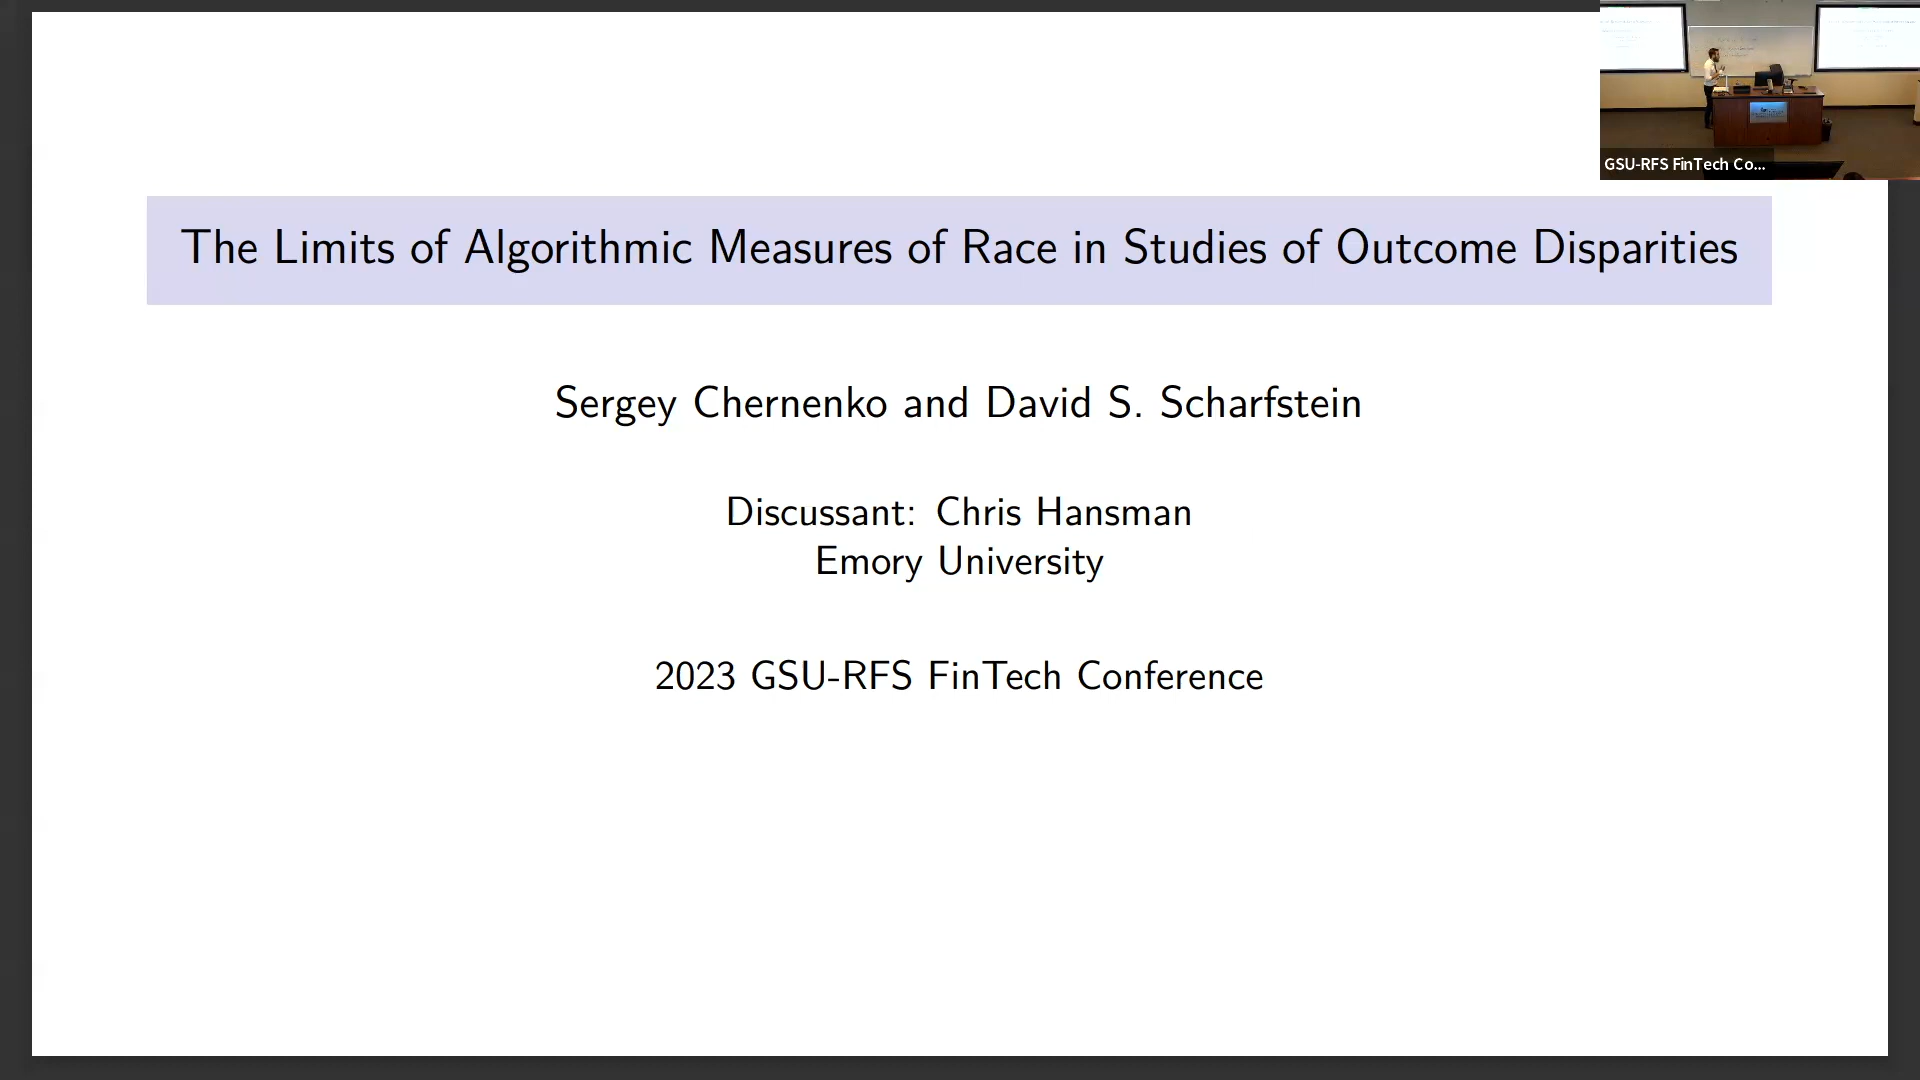 GSU-RFS FinTech Co...
The Limits of Algorithmic Measures of Race in Studies of Outcome Disparities
Sergey Chernenko and David S. Scharfstein
Discussant: Chris Hansman
Emory University
2023 GSU-RFS FinTech Conference